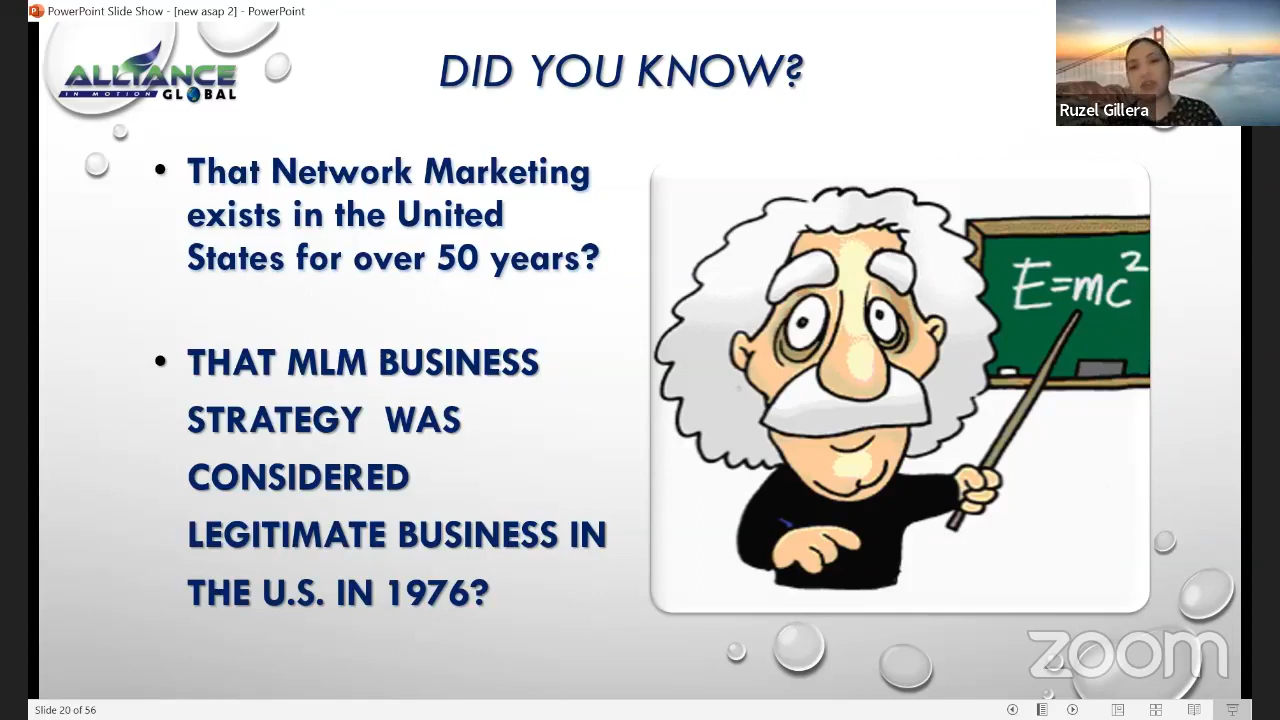 PowerPoint Slide Show - [new asap 2] - PowerPoint
ALLIANCE
IN MOTION GLOBAL
DID YOU KNOW?
Ruzel Gillera
• That Network Marketing
exists in the United
States for over 50 years?
E=mc²
• THAT MLM BUSINESS
STRATEGY WAS
CONSIDERED
LEGITIMATE BUSINESS IN
THE U.S. IN 1976?
zoom
Slide 20 of 56